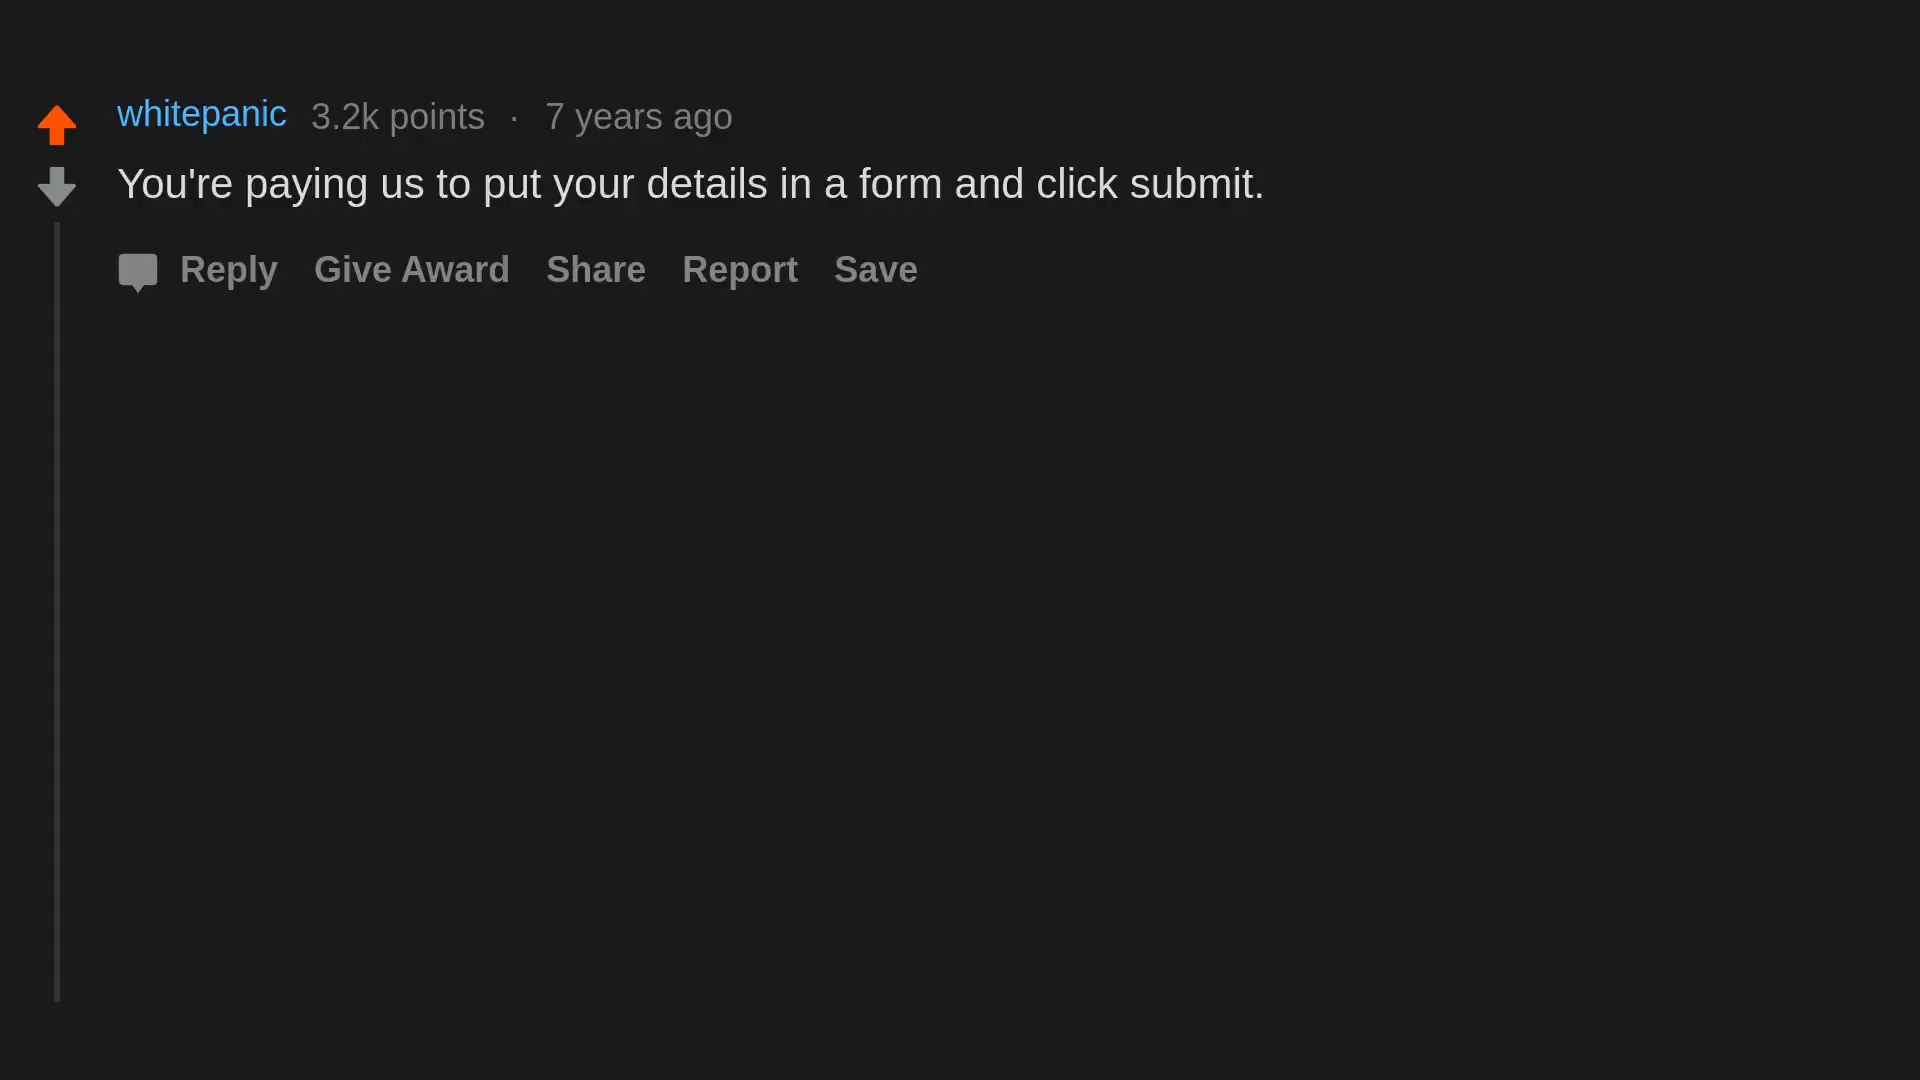 whitepanic 3.2k points · 7 years ago
You're paying us to put your details in a form and click submit.
Reply Give Award Share Report Save